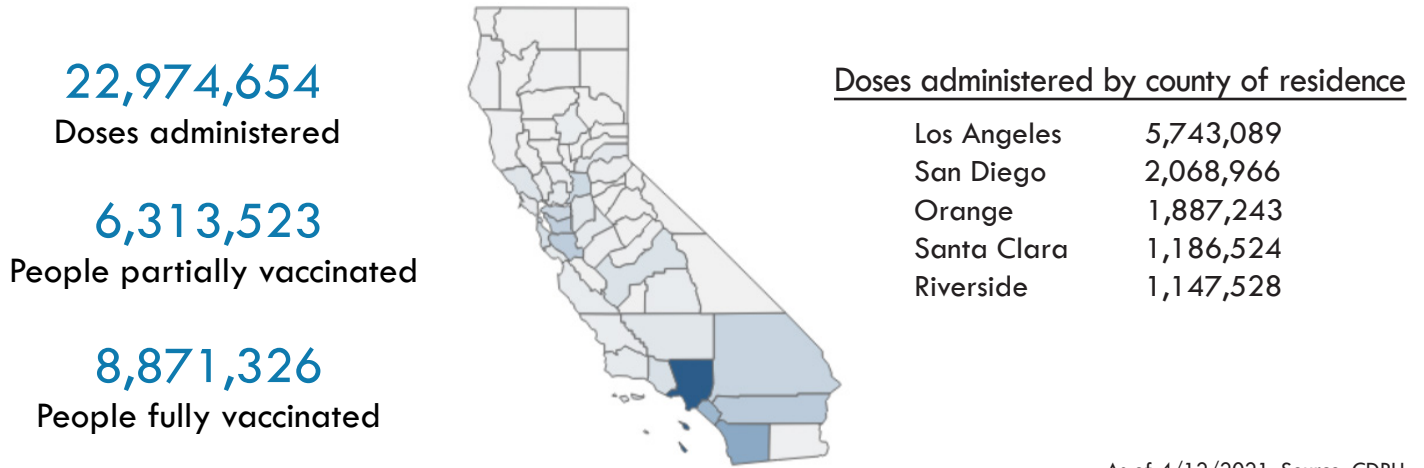 22,974,654
Doses administered
6,313,523
People partially vaccinated
8,871,326
People fully vaccinated
Doses administered by county of residence
Los Angeles 5,743,089
San Diego 2,068,966
Orange 1,887,243
Santa Clara 1,186,524
Riverside 1,147,528